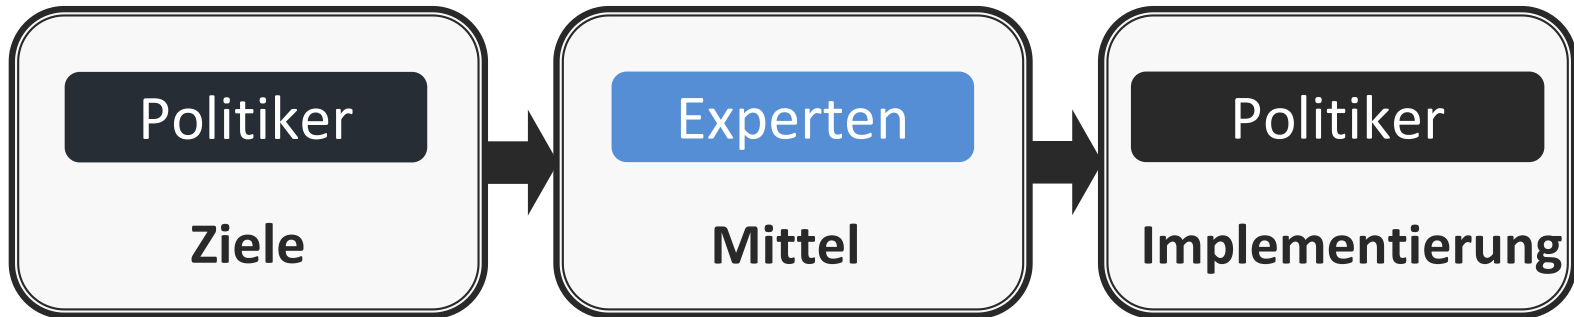 Politiker
Ziele
Experten
Mittel
Politiker
Implementierung